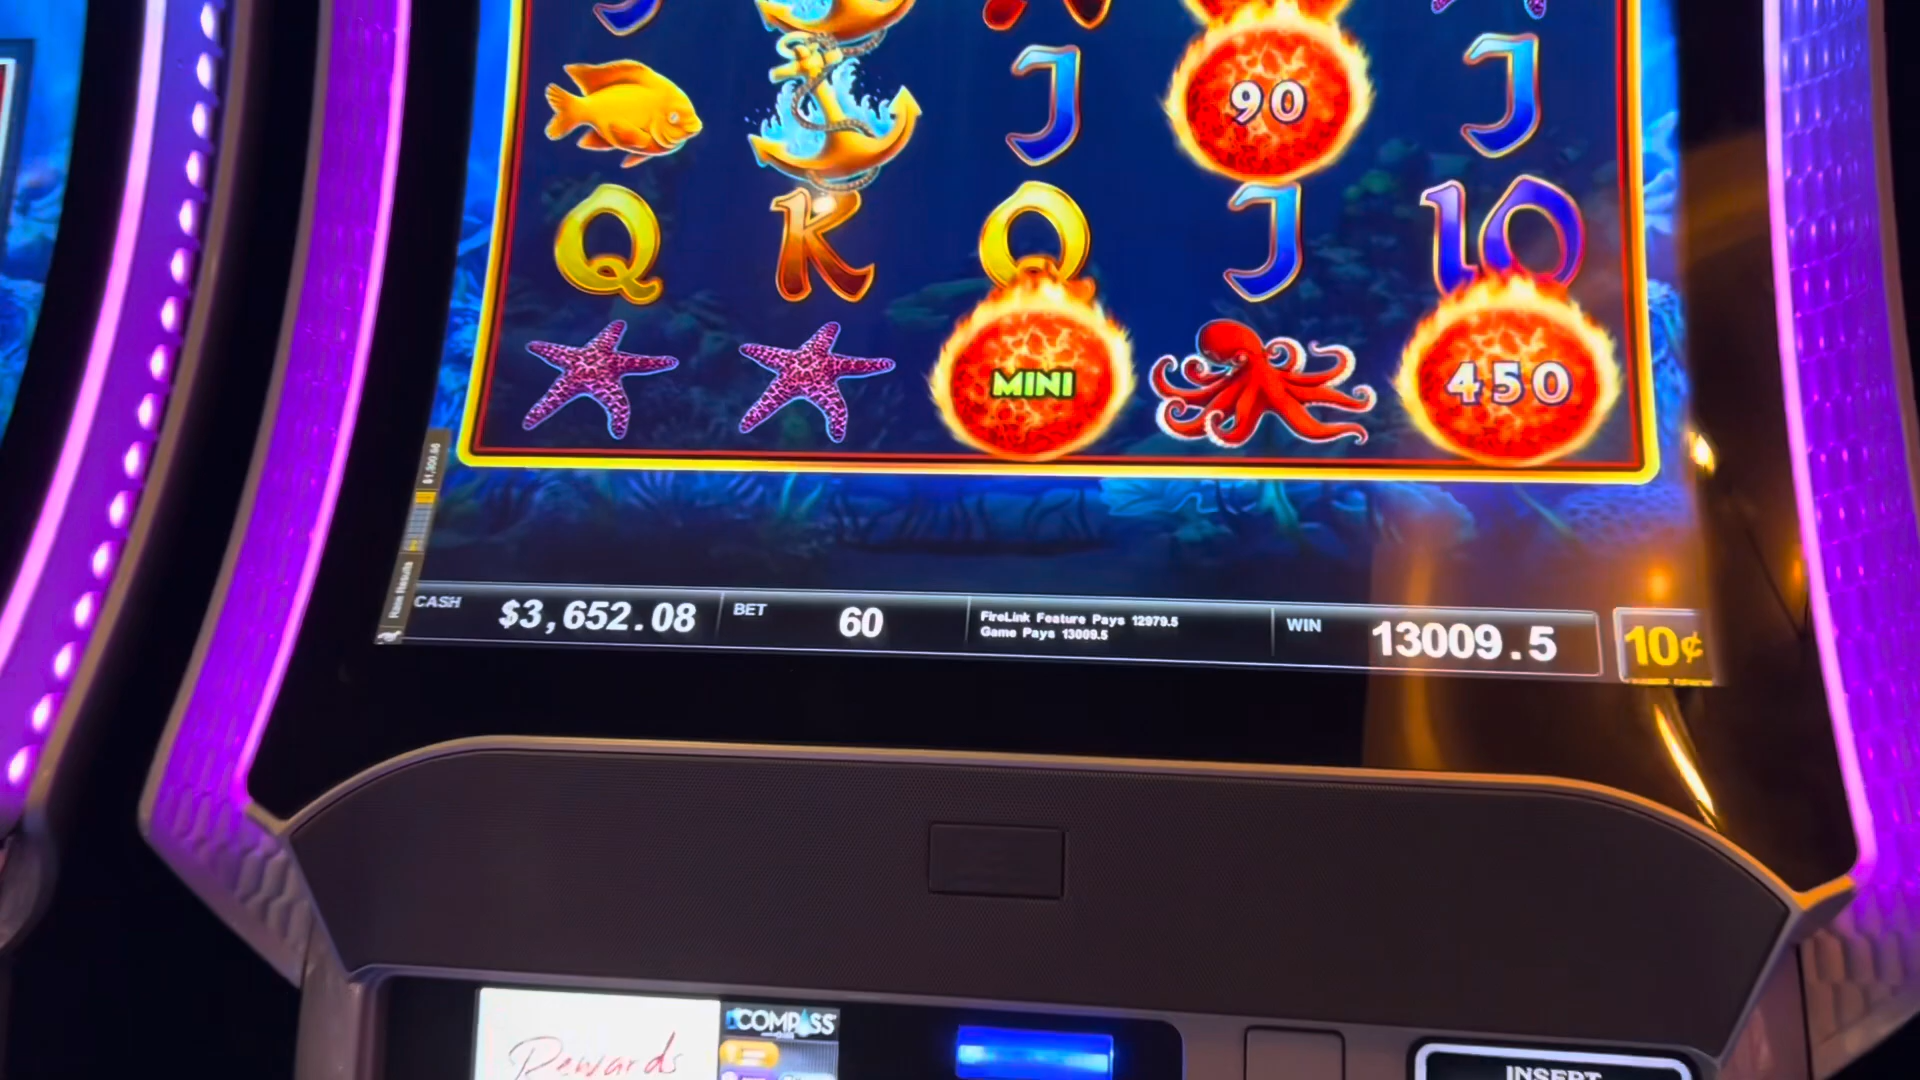 J
90
J
Q
K
Q
J
10
MINI
450
CASH
$3,652.08
BET
60
FireLink Feature Pays 12979.5
Game Pays 13009.5
WIN
13009.5
10¢
Rewards
COMPASS
INSERT